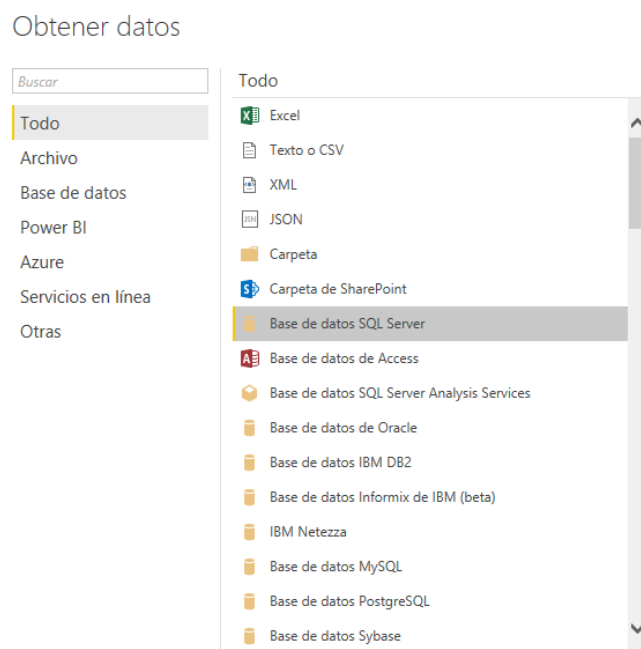 Obtener datos
Buscar
Todo
Archivo
Base de datos
Power BI
Azure
Servicios en línea
Otras
Todo
Excel
Texto o CSV
XML
JSN JSON
Carpeta
Carpeta de SharePoint
Base de datos SQL Server
Base de datos de Access
Base de datos SQL Server Analysis Services
Base de datos de Oracle
Base de datos IBM DB2
Base de datos Informix de IBM (beta)
IBM Netezza
Base de datos MySQL
Base de datos PostgreSQL
Base de datos Sybase